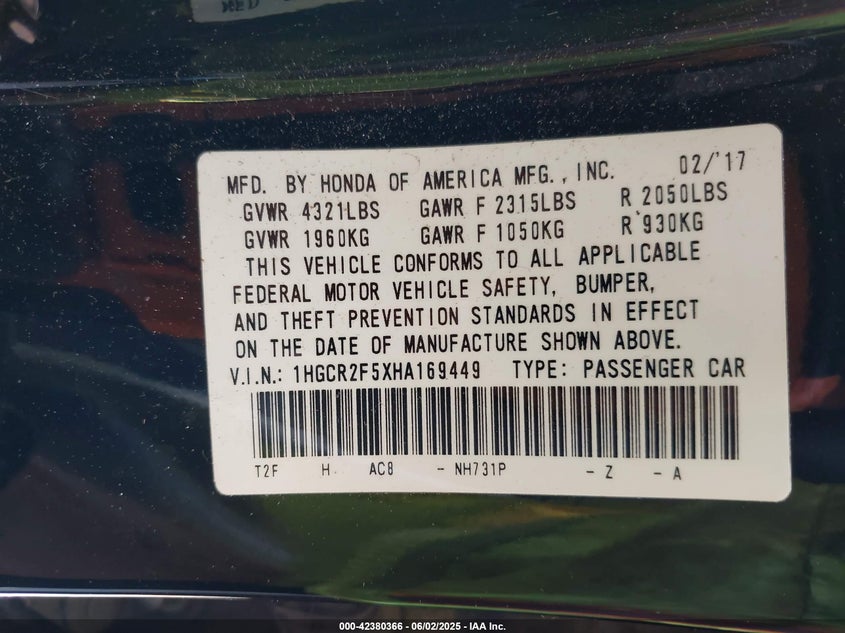 MFD. BY HONDA OF AMERICA MFG., INC. 02/'17
GVWR 4321LBS GAWR F 2315LBS R 2050LBS
GVWR 1960KG GAWR F 1050KG R 930KG
THIS VEHICLE CONFORMS TO ALL APPLICABLE
FEDERAL MOTOR VEHICLE SAFETY, BUMPER,
AND THEFT PREVENTION STANDARDS IN EFFECT
ON THE DATE OF MANUFACTURE SHOWN ABOVE.
V.I.N.: 1HGCR2F5XHA169449 TYPE: PASSENGER CAR
T2F H AC8 - NH731P - Z - A
000-42380366 - 06/02/2025 - IAA Inc.